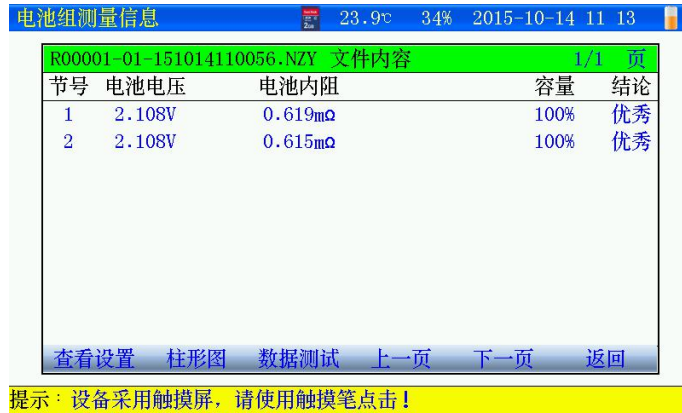 电池组测量信息 23.9℃ 34% 2015-10-14 11 13
R00001-01-151014110056.NZY 文件内容 1/1 页
节号 电池电压 电池内阻 容量 结论
1 2.108V 0.619mΩ 100% 优秀
2 2.108V 0.615mΩ 100% 优秀
查看设置 柱形图 数据测试 上一页 下一页 返回
提示：设备采用触摸屏，请使用触摸笔点击！